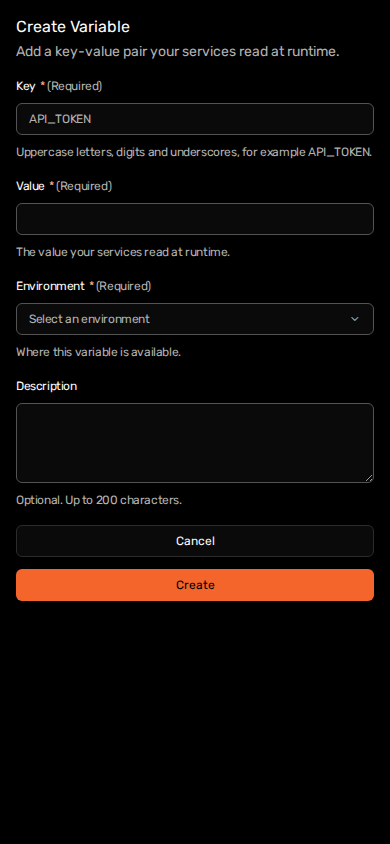 Create Variable
Add a key-value pair your services read at runtime.
Key * (Required)
API_TOKEN
Uppercase letters, digits and underscores, for example API_TOKEN.
Value * (Required)
The value your services read at runtime.
Environment * (Required)
Select an environment
Where this variable is available.
Description
Optional. Up to 200 characters.
Cancel
Create